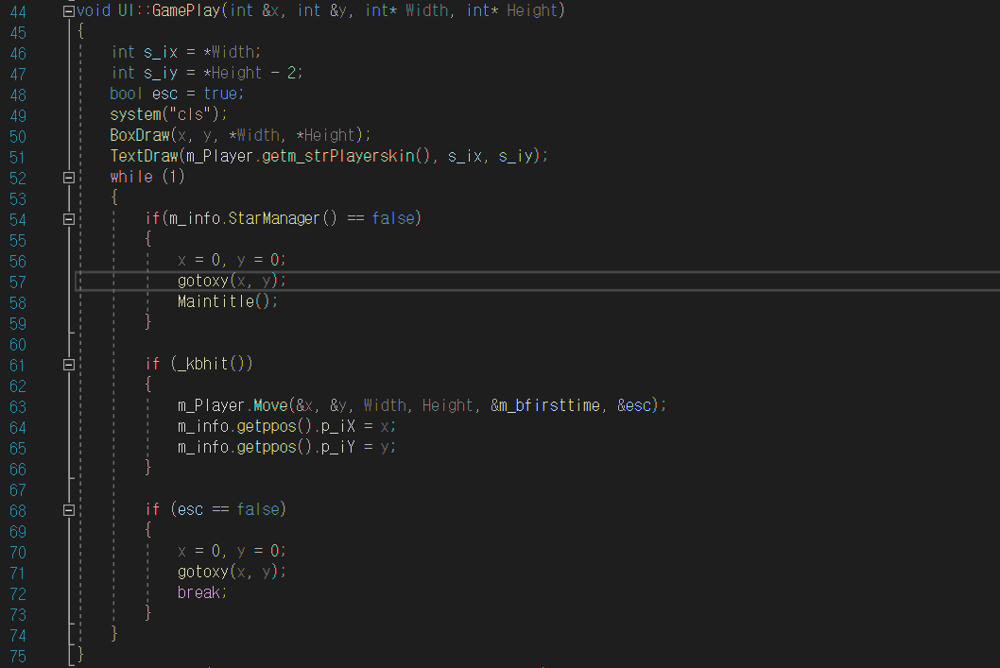 44 void UI::GamePlay(int &x, int &y, int* Width, int* Height)
45 {
46 int s_ix = *Width;
47 int s_iy = *Height - 2;
48 bool esc = true;
49 system("cls");
50 BoxDraw(x, y, *Width, *Height);
51 TextDraw(m_Player.getm_strPlayerskin(), s_ix, s_iy);
52 while (1)
53 {
54 if(m_info.StarManager() == false)
55 {
56 x = 0, y = 0;
57 gotoxy(x, y);
58 Maintitle();
59 }
60
61 if (_kbhit())
62 {
63 m_Player.Move(&x, &y, Width, Height, &m_bfirsttime, &esc);
64 m_info.getppos().p_iX = x;
65 m_info.getppos().p_iY = y;
66 }
67
68 if (esc == false)
69 {
70 x = 0, y = 0;
71 gotoxy(x, y);
72 break;
73 }
74 }
75 }